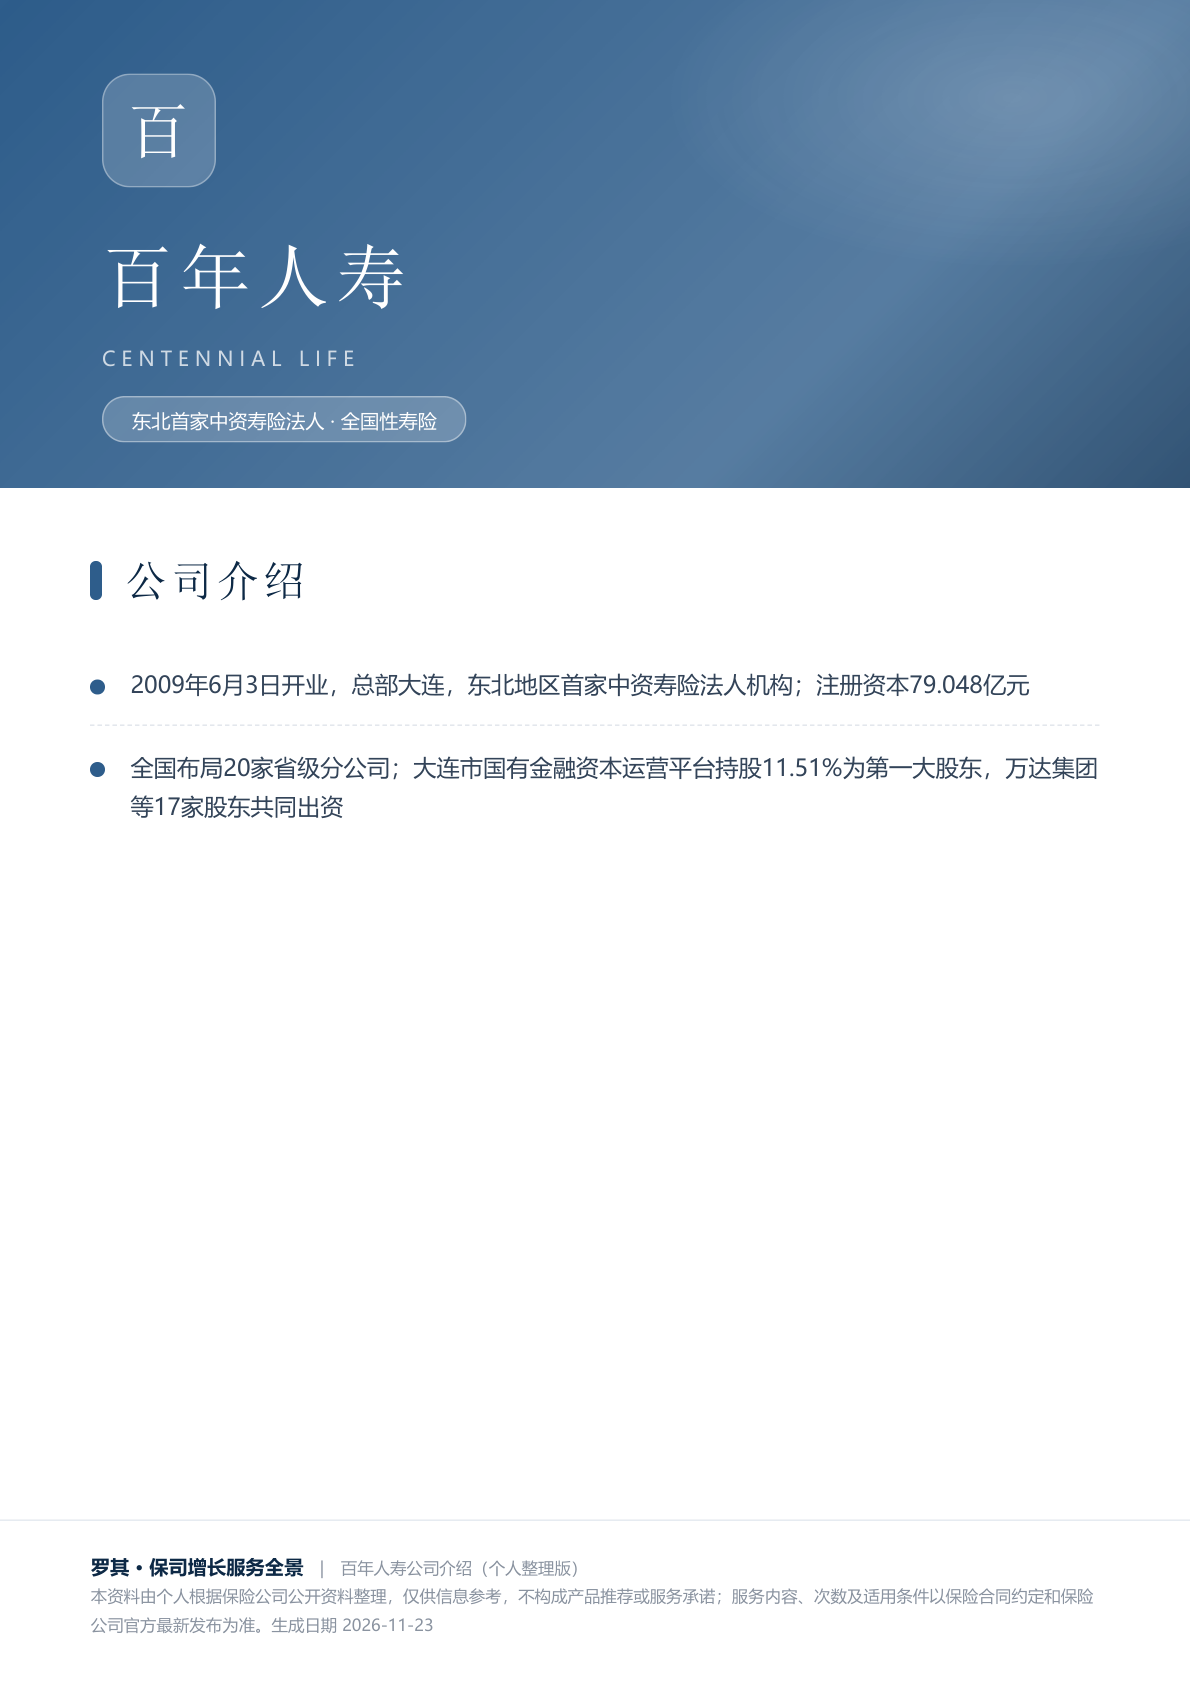 百
百年人寿
CENTENNIAL LIFE
东北首家中资寿险法人 · 全国性寿险
公司介绍
2009年6月3日开业，总部大连，东北地区首家中资寿险法人机构；注册资本79.048亿元
全国布局20家省级分公司；大连市国有金融资本运营平台持股11.51%为第一大股东，万达集团
等17家股东共同出资
罗其 • 保司增长服务全景 | 百年人寿公司介绍（个人整理版）
本资料由个人根据保险公司公开资料整理，仅供信息参考，不构成产品推荐或服务承诺；服务内容、次数及适用条件以保险合同约定和保险
公司官方最新发布为准。生成日期 2026-11-23